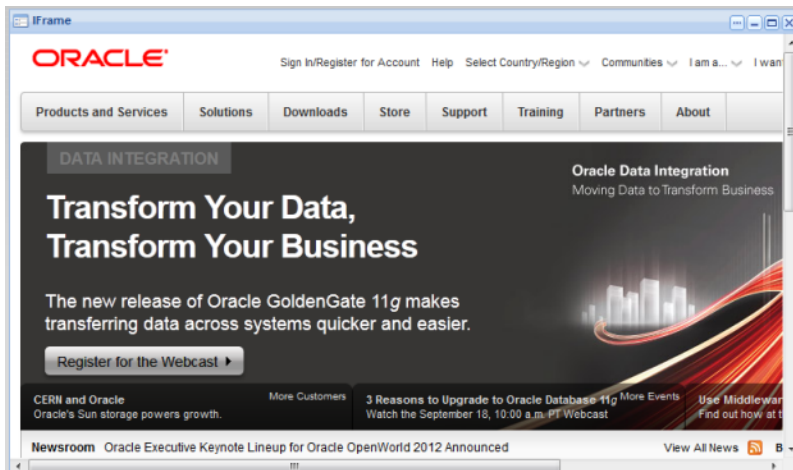 IFrame
ORACLE
Sign In/Register for Account Help Select Country/Region Communities I am a... I want
Products and Services Solutions Downloads Store Support Training Partners About
DATA INTEGRATION
Oracle Data Integration
Moving Data to Transform Business
Transform Your Data,
Transform Your Business
The new release of Oracle GoldenGate 11g makes
transferring data across systems quicker and easier.
Register for the Webcast
CERN and Oracle More Customers
Oracle's Sun storage powers growth.
3 Reasons to Upgrade to Oracle Database 11g More Events
Watch the September 18, 10:00 a.m. PT Webcast
Use Middlewar
Find out how at t
Newsroom Oracle Executive Keynote Lineup for Oracle OpenWorld 2012 Announced View All News B